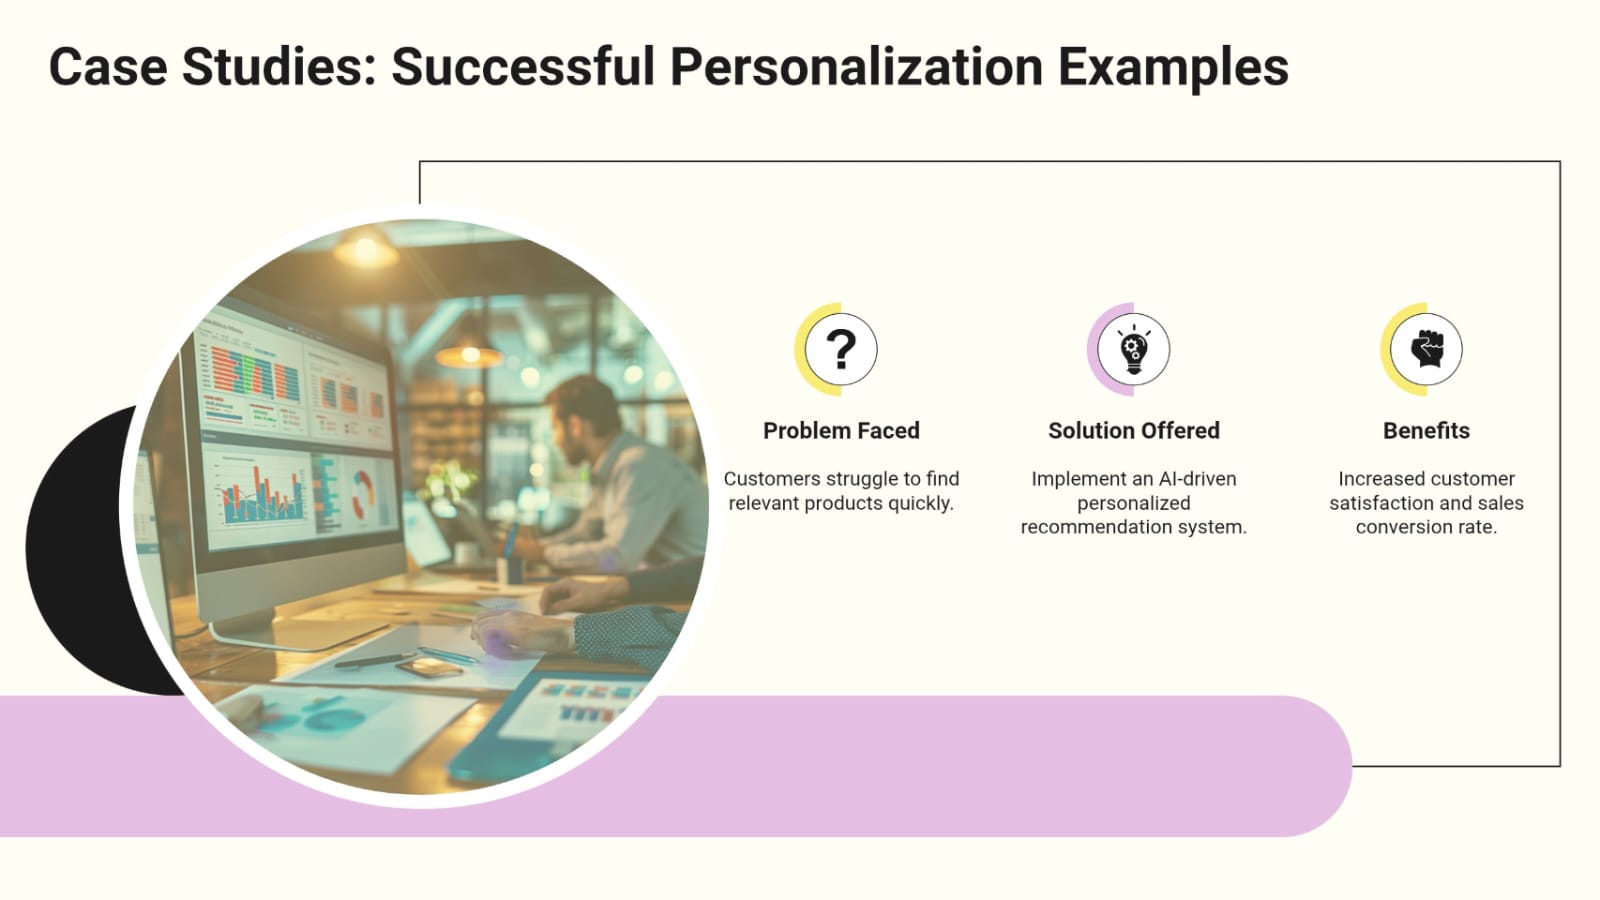 Case Studies: Successful Personalization Examples
Problem Faced
Customers struggle to find
relevant products quickly.
Solution Offered
Implement an AI-driven
personalized
recommendation system.
Benefits
Increased customer
satisfaction and sales
conversion rate.